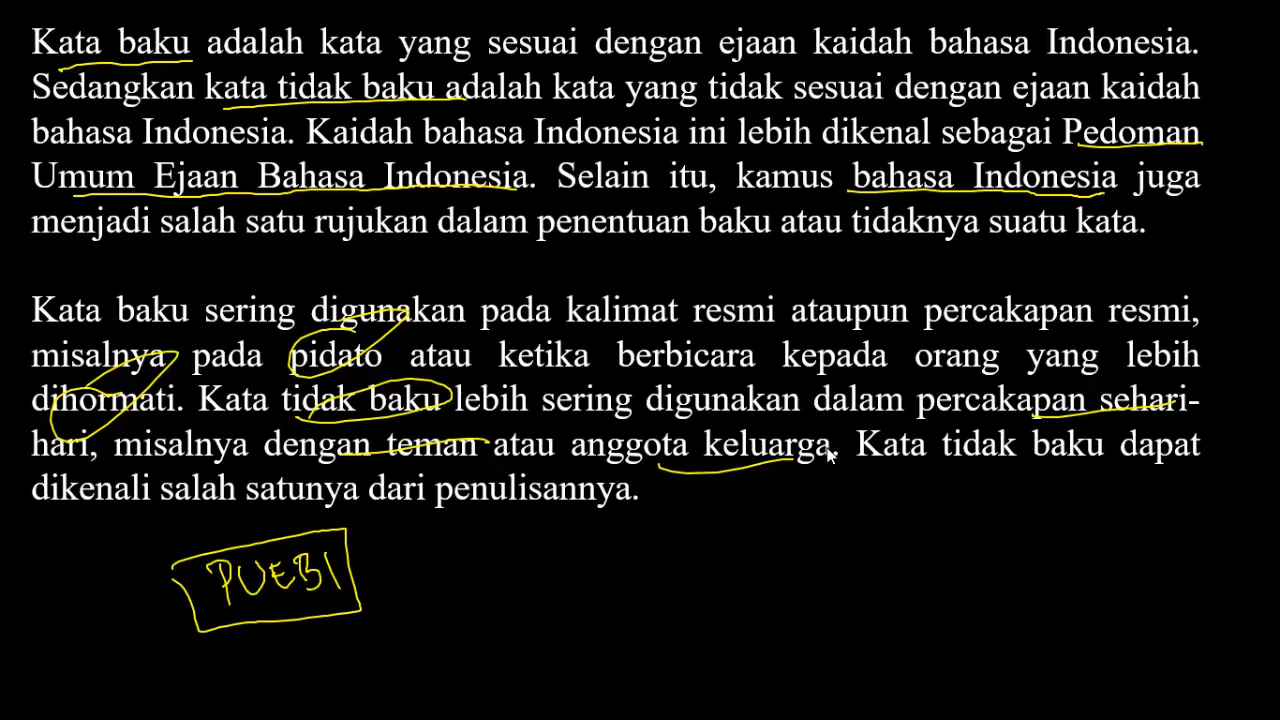 Kata baku adalah kata yang sesuai dengan ejaan kaidah bahasa Indonesia.
Sedangkan kata tidak baku adalah kata yang tidak sesuai dengan ejaan kaidah
bahasa Indonesia. Kaidah bahasa Indonesia ini lebih dikenal sebagai Pedoman
Umum Ejaan Bahasa Indonesia. Selain itu, kamus bahasa Indonesia juga
menjadi salah satu rujukan dalam penentuan baku atau tidaknya suatu kata.
Kata baku sering digunakan pada kalimat resmi ataupun percakapan resmi,
misalnya pada pidato atau ketika berbicara kepada orang yang lebih
dihormati. Kata tidak baku lebih sering digunakan dalam percakapan sehari-
hari, misalnya dengan teman atau anggota keluarga. Kata tidak baku dapat
dikenali salah satunya dari penulisannya.
PUEBI